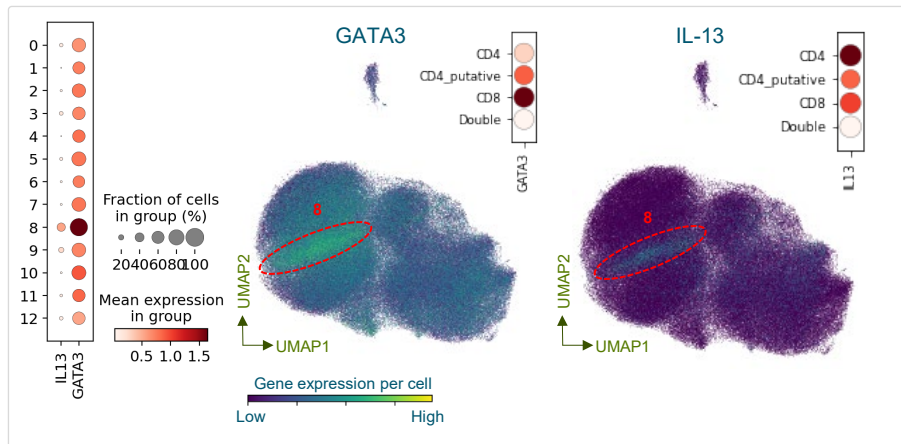 0
1
2
3
4
5
6
7
8
9
10
11
12
IL13
GATA3
Fraction of cells
in group (%)
20406080100
Mean expression
in group
0.5 1.0 1.5
GATA3
CD4
CD4_putative
CD8
Double
GATA3
8
UMAP2
UMAP1
Gene expression per cell
Low High
IL-13
CD4
CD4_putative
CD8
Double
IL13
8
UMAP2
UMAP1